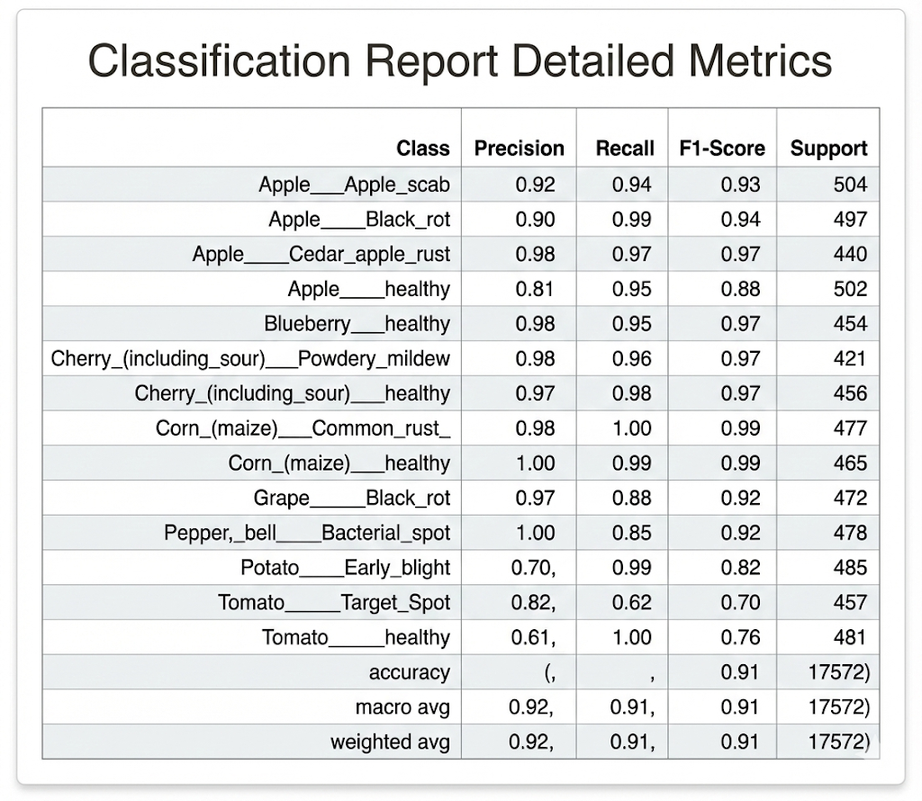 Classification Report Detailed Metrics
Class Precision Recall F1-Score Support
Apple___Apple_scab 0.92 0.94 0.93 504
Apple____Black_rot 0.90 0.99 0.94 497
Apple____Cedar_apple_rust 0.98 0.97 0.97 440
Apple_____healthy 0.81 0.95 0.88 502
Blueberry___healthy 0.98 0.95 0.97 454
Cherry_(including_sour)___Powdery_mildew 0.98 0.96 0.97 421
Cherry_(including_sour)___healthy 0.97 0.98 0.97 456
Corn_(maize)___Common_rust_ 0.98 1.00 0.99 477
Corn_(maize)___healthy 1.00 0.99 0.99 465
Grape_____Black_rot 0.97 0.88 0.92 472
Pepper,_bell____Bacterial_spot 1.00 0.85 0.92 478
Potato____Early_blight 0.70, 0.99 0.82 485
Tomato_____Target_Spot 0.82, 0.62 0.70 457
Tomato_____healthy 0.61, 1.00 0.76 481
accuracy (, , 0.91 17572)
macro avg 0.92, 0.91, 0.91 17572)
weighted avg 0.92, 0.91, 0.91 17572)